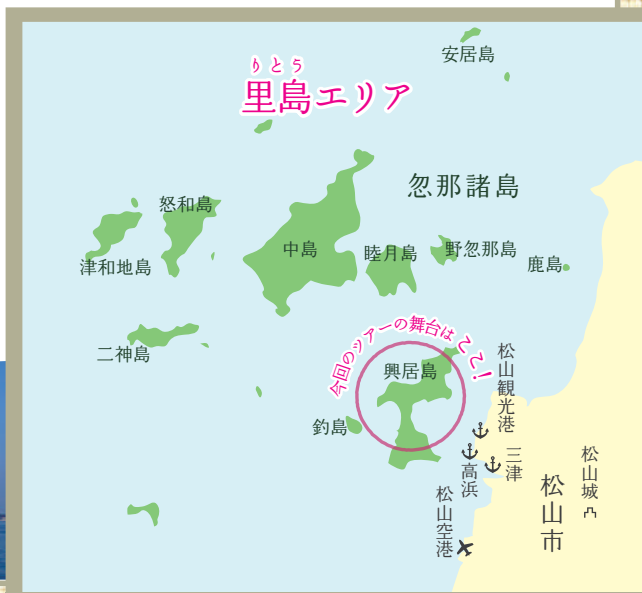 安居島
りとう
里島エリア
忽那諸島
怒和島
津和地島
中島
睦月島
野忽那島
鹿島
二神島
今回のツアーの舞台はここ!
興居島
釣島
松山観光港
三津
高浜
松山空港
松山市
松山城